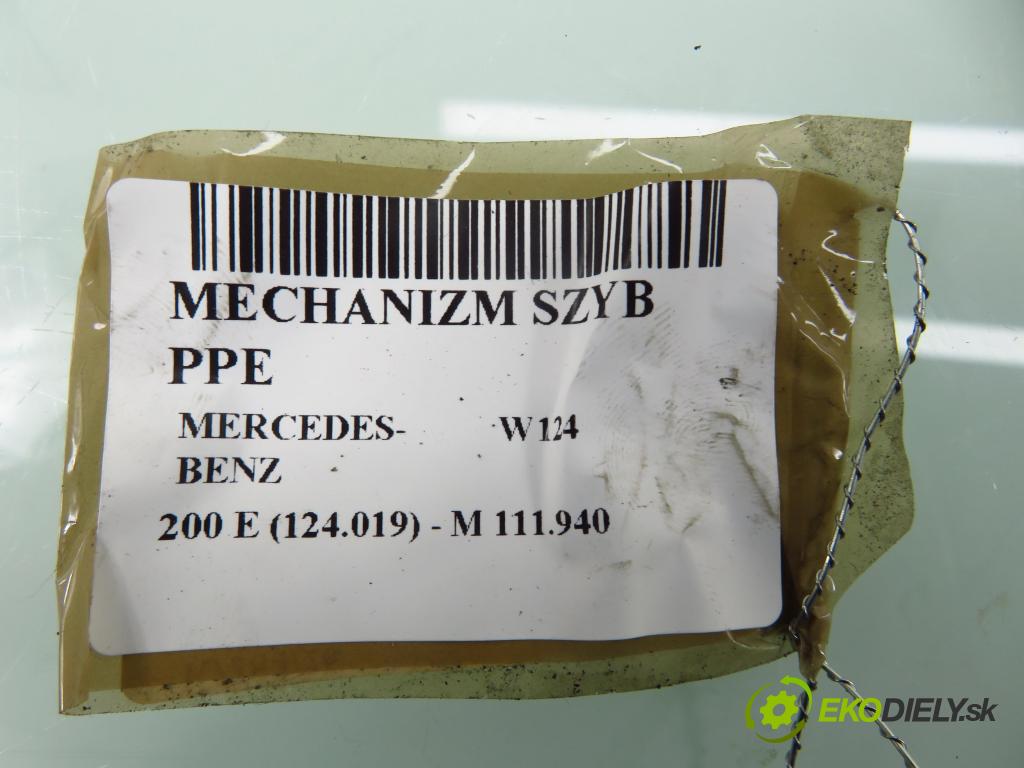 MECHANIZM SZYB
PPE
MERCEDES- W124
BENZ
200 E (124.019) - M 111.940
EKODIELY.sk